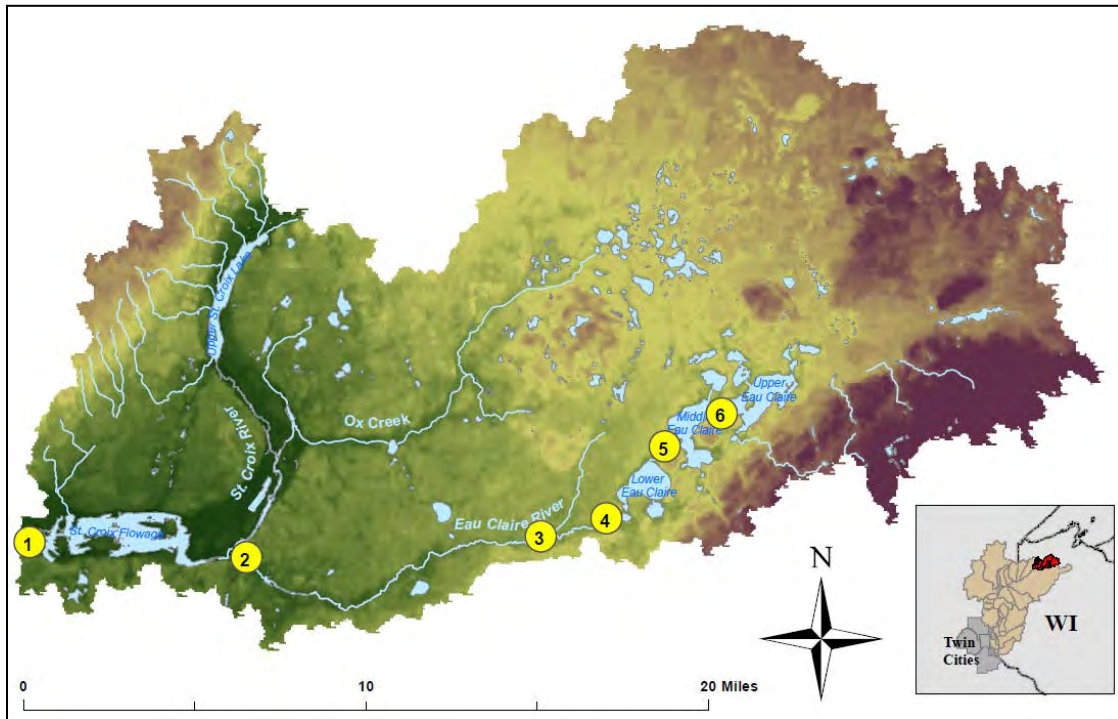 Upper St. Croix Lake
St. Croix River
Ox Creek
Upper
Eau Claire
6
Eau Claire
5
Lower
Eau Claire
Eau Claire River
4
3
1
St. Croix Flowage
2
N
WI
Twin
Cities
0
10
20 Miles